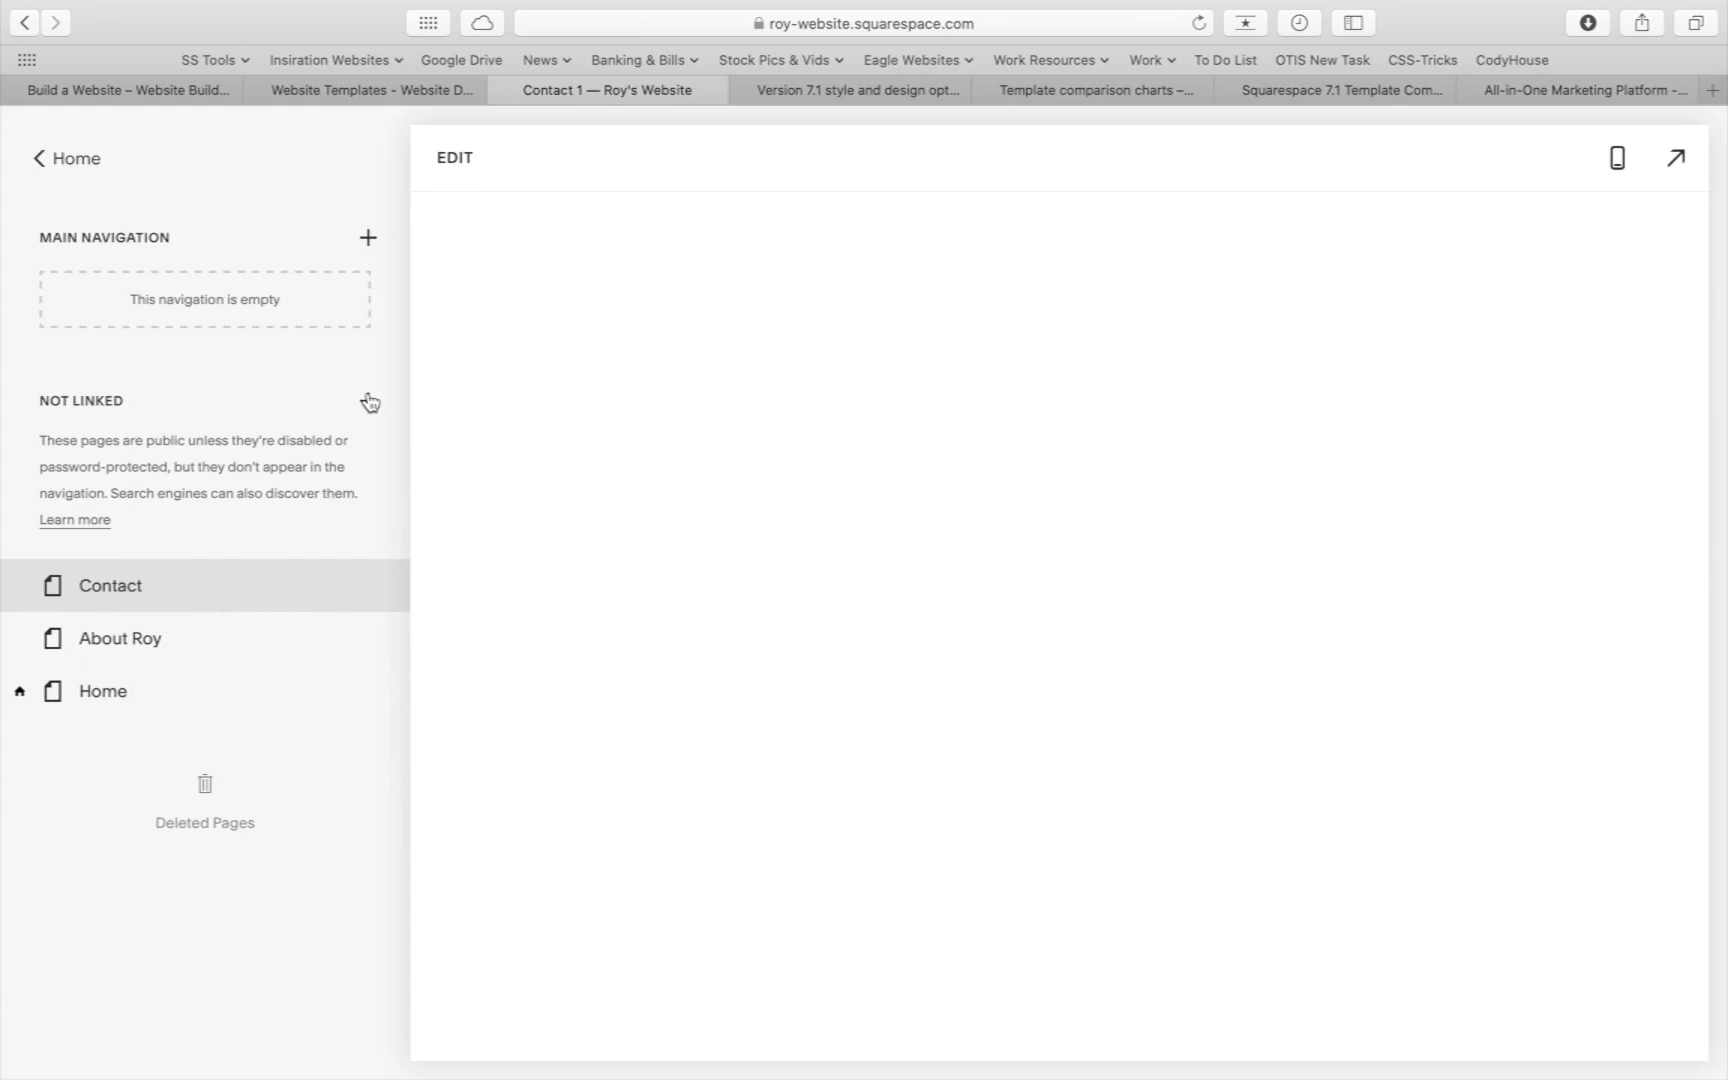 roy-website.squarespace.com
SS Tools
Insiration Websites
Google Drive
News
Banking & Bills
Stock Pics & Vids
Eagle Websites
Work Resources
Work
To Do List
OTIS New Task
CSS-Tricks
CodyHouse
Build a Website – Website Build...
Website Templates - Website D...
Contact 1 — Roy's Website
Version 7.1 style and design opt...
Template comparison charts –...
Squarespace 7.1 Template Com...
All-in-One Marketing Platform -...
Home
EDIT
MAIN NAVIGATION
This navigation is empty
NOT LINKED
These pages are public unless they're disabled or
password-protected, but they don't appear in the
navigation. Search engines can also discover them.
Learn more
Contact
About Roy
Home
Deleted Pages